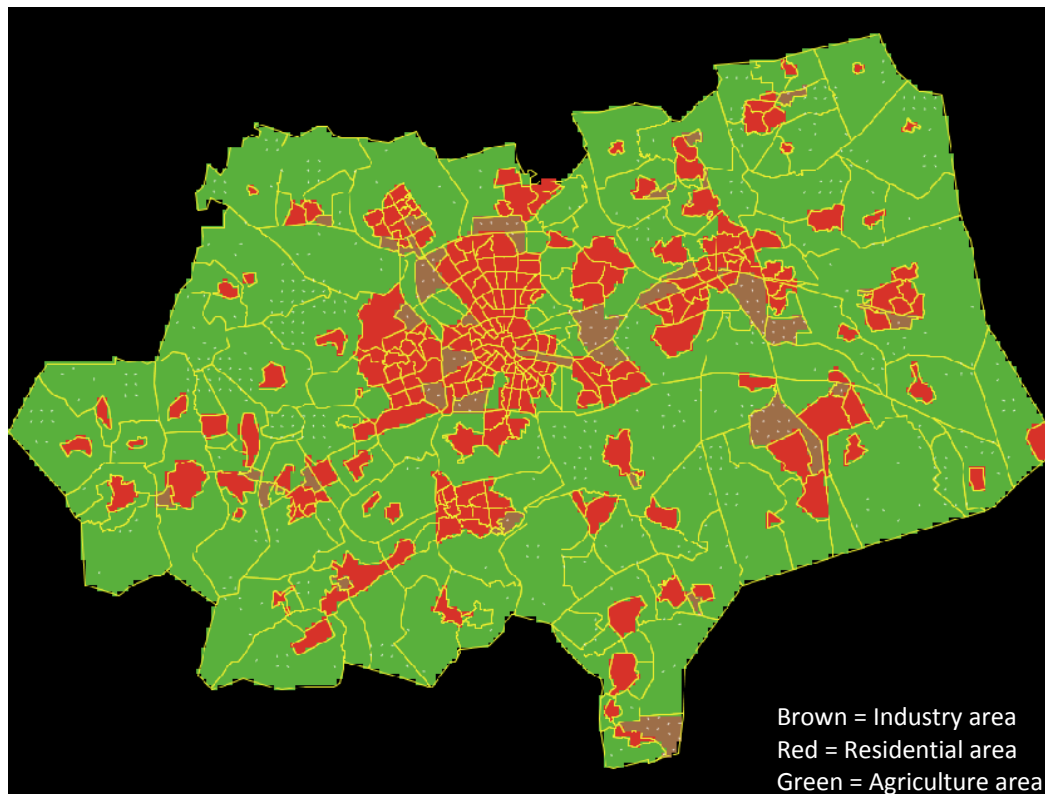 Brown = Industry area
Red = Residential area
Green = Agriculture area